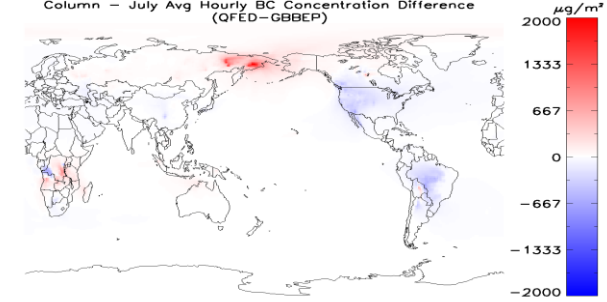 Column – July Avg Hourly BC Concentration Difference
(QFED–GBBEP)
μg/m²
2000
1333
667
0
−667
−1333
−2000